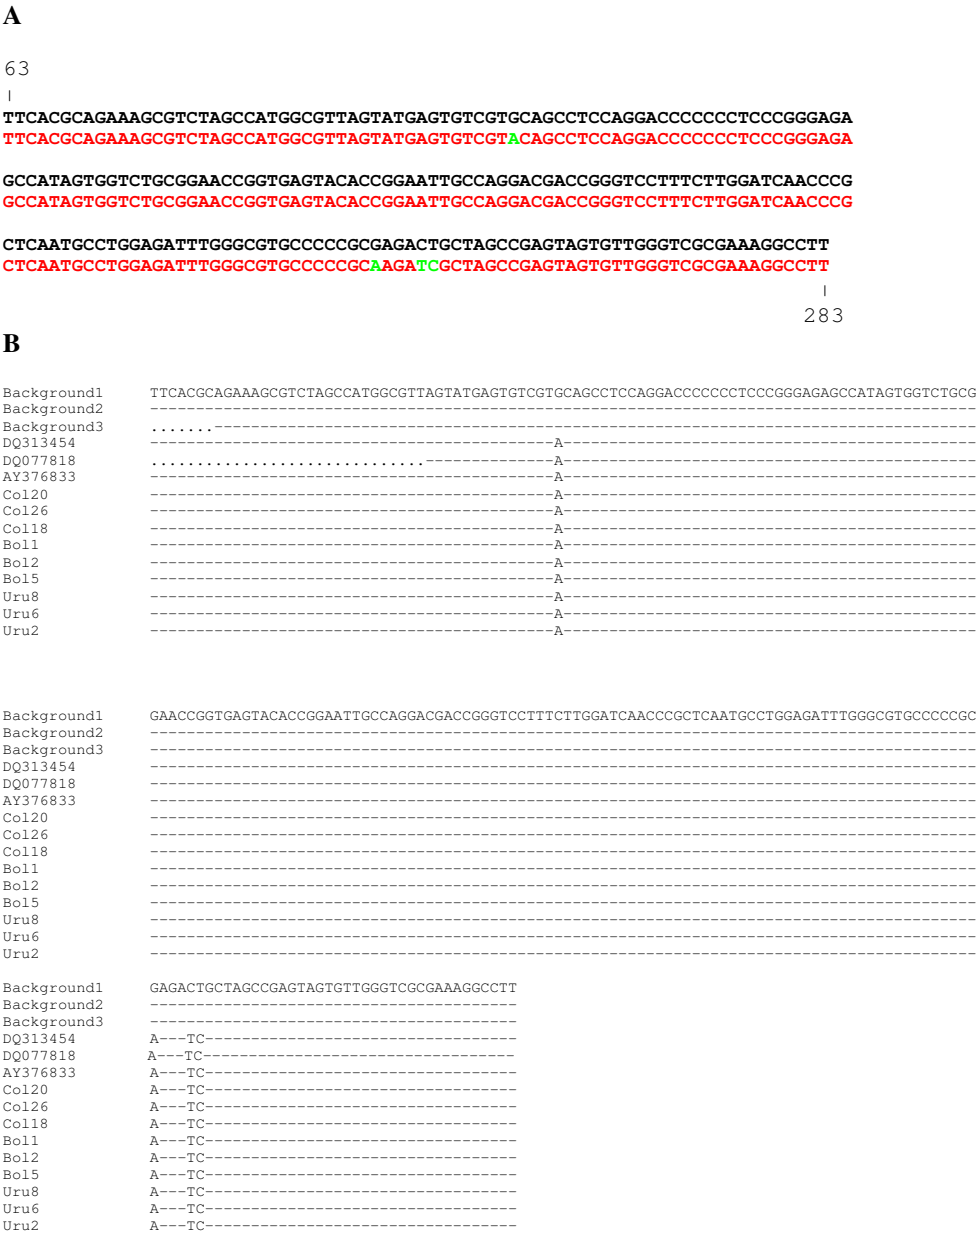 A
63
TTCACGCAGAAAGCGTCTAGCCATGGCGTTAGTATGAGTGTCGTGCAGCCTCCAGGACCCCCCCTCCCGGGAGA
TTCACGCAGAAAGCGTCTAGCCATGGCGTTAGTATGAGTGTCGTACAGCCTCCAGGACCCCCCCTCCCGGGAGA
GCCATAGTGGTCTGCGGAACCGGTGAGTACACCGGAATTGCCAGGACGACCGGGTCCTTTCTTGGATCAACCCG
GCCATAGTGGTCTGCGGAACCGGTGAGTACACCGGAATTGCCAGGACGACCGGGTCCTTTCTTGGATCAACCCG
CTCAATGCCTGGAGATTTGGGCGTGCCCCCGCGAGACTGCTAGCCGAGTAGTGTTGGGTCGCGAAAGGCCTT
CTCAATGCCTGGAGATTTGGGCGTGCCCCCGCAAGATCGCTAGCCGAGTAGTGTTGGGTCGCGAAAGGCCTT
283
B
Background1 TTCACGCAGAAAGCGTCTAGCCATGGCGTTAGTATGAGTGTCGTGCAGCCTCCAGGACCCCCCCTCCCGGGAGAGCCATAGTGGTCTGCG
Background2 ------------------------------------------------------------------------------------------
Background3 .......-----------------------------------------------------------------------------------
DQ313454 --------------------------------------------A---------------------------------------------
DQ077818 ..............................--------------A---------------------------------------------
AY376833 --------------------------------------------A---------------------------------------------
Col20 --------------------------------------------A---------------------------------------------
Col26 --------------------------------------------A---------------------------------------------
Col18 --------------------------------------------A---------------------------------------------
Bol1 --------------------------------------------A---------------------------------------------
Bol2 --------------------------------------------A---------------------------------------------
Bol5 --------------------------------------------A---------------------------------------------
Uru8 --------------------------------------------A---------------------------------------------
Uru6 --------------------------------------------A---------------------------------------------
Uru2 --------------------------------------------A---------------------------------------------
Background1 GAACCGGTGAGTACACCGGAATTGCCAGGACGACCGGGTCCTTTCTTGGATCAACCCGCTCAATGCCTGGAGATTTGGGCGTGCCCCCGC
Background2 ------------------------------------------------------------------------------------------
Background3 ------------------------------------------------------------------------------------------
DQ313454 ------------------------------------------------------------------------------------------
DQ077818 ------------------------------------------------------------------------------------------
AY376833 ------------------------------------------------------------------------------------------
Col20 ------------------------------------------------------------------------------------------
Col26 ------------------------------------------------------------------------------------------
Col18 ------------------------------------------------------------------------------------------
Bol1 ------------------------------------------------------------------------------------------
Bol2 ------------------------------------------------------------------------------------------
Bol5 ------------------------------------------------------------------------------------------
Uru8 ------------------------------------------------------------------------------------------
Uru6 ------------------------------------------------------------------------------------------
Uru2 ------------------------------------------------------------------------------------------
Background1 GAGACTGCTAGCCGAGTAGTGTTGGGTCGCGAAAGGCCTT
Background2 ----------------------------------------
Background3 ----------------------------------------
DQ313454 A---TC----------------------------------
DQ077818 A---TC----------------------------------
AY376833 A---TC----------------------------------
Col20 A---TC----------------------------------
Col26 A---TC----------------------------------
Col18 A---TC----------------------------------
Bol1 A---TC----------------------------------
Bol2 A---TC----------------------------------
Bol5 A---TC----------------------------------
Uru8 A---TC----------------------------------
Uru6 A---TC----------------------------------
Uru2 A---TC----------------------------------